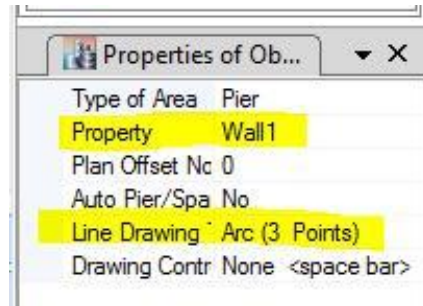 Properties of Ob...
Type of Area Pier
Property Wall1
Plan Offset Nc 0
Auto Pier/Spa No
Line Drawing Arc (3 Points)
Drawing Contr None <space bar>